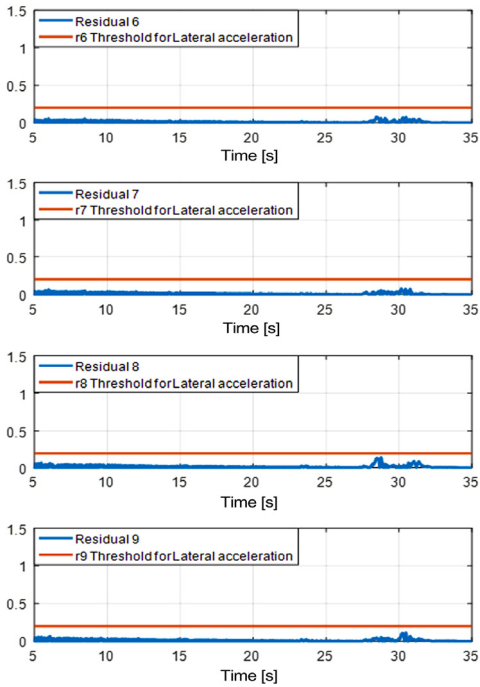 1.5
Residual 6
r6 Threshold for Lateral acceleration
1
0.5
0
5 10 15 20 25 30 35
Time [s]
1.5
Residual 7
r7 Threshold for Lateral acceleration
1
0.5
0
5 10 15 20 25 30 35
Time [s]
1.5
Residual 8
r8 Threshold for Lateral acceleration
1
0.5
0
5 10 15 20 25 30 35
Time [s]
1.5
Residual 9
r9 Threshold for Lateral acceleration
1
0.5
0
5 10 15 20 25 30 35
Time [s]